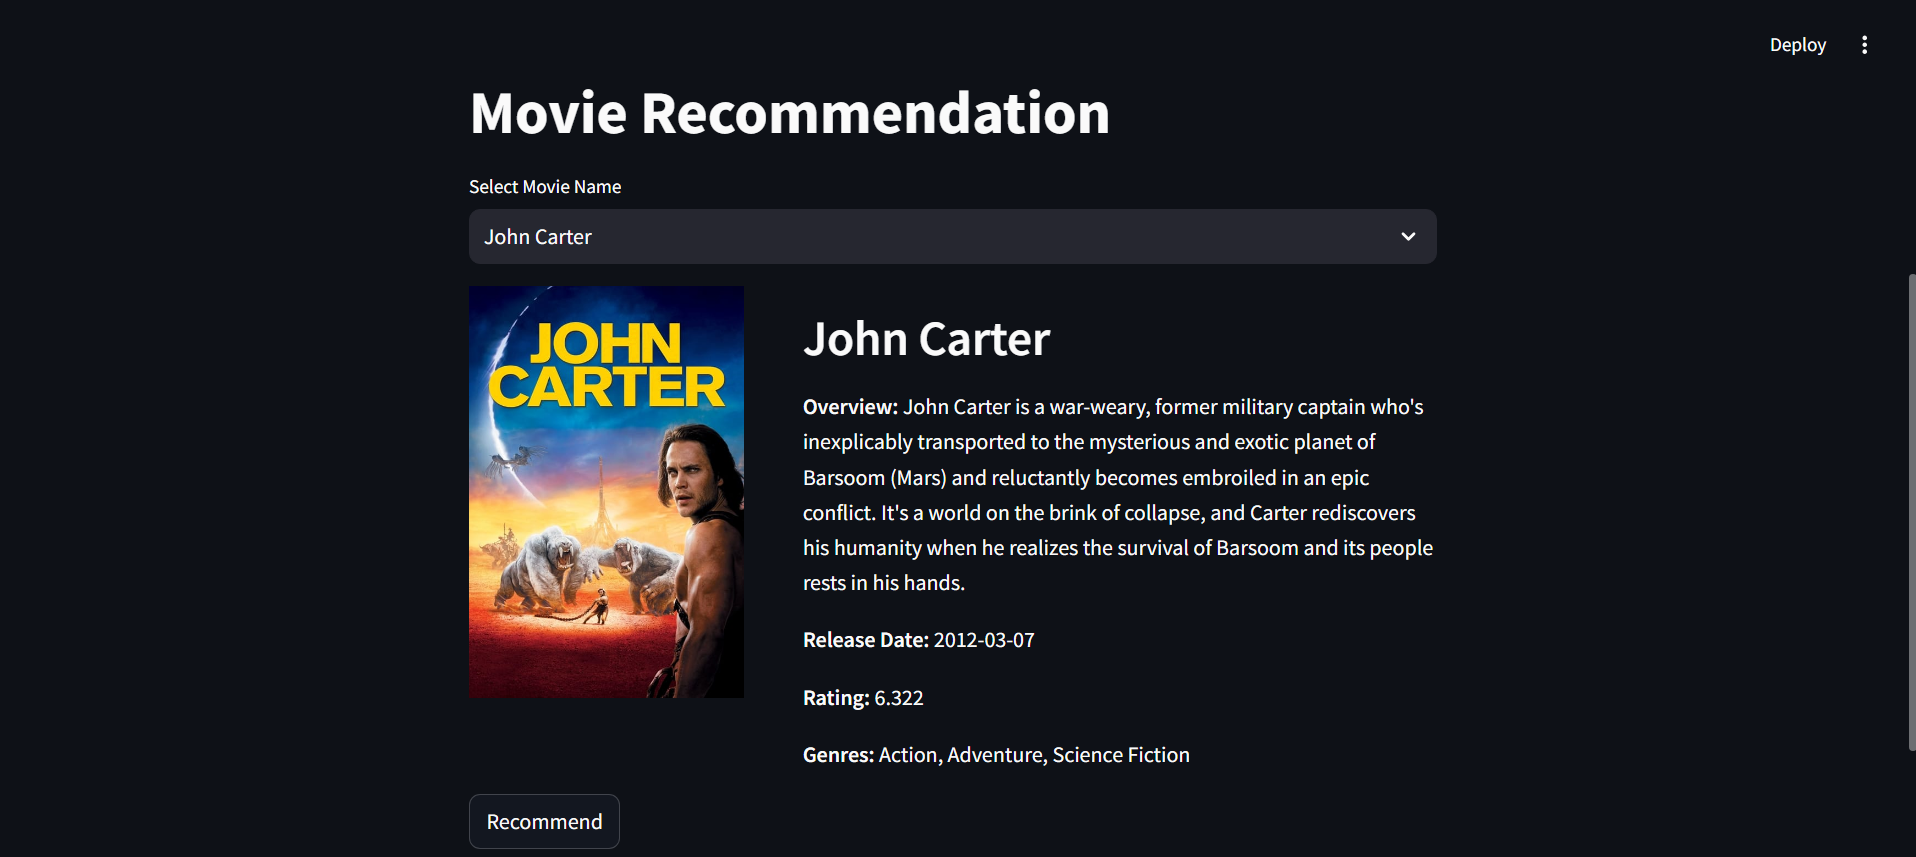 Deploy
Movie Recommendation
Select Movie Name
John Carter
JOHN
CARTER
John Carter
Overview: John Carter is a war-weary, former military captain who's
inexplicably transported to the mysterious and exotic planet of
Barsoom (Mars) and reluctantly becomes embroiled in an epic
conflict. It's a world on the brink of collapse, and Carter rediscovers
his humanity when he realizes the survival of Barsoom and its people
rests in his hands.
Release Date: 2012-03-07
Rating: 6.322
Genres: Action, Adventure, Science Fiction
Recommend